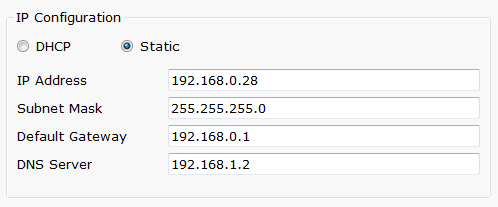 IP Configuration
DHCP Static
IP Address 192.168.0.28
Subnet Mask 255.255.255.0
Default Gateway 192.168.0.1
DNS Server 192.168.1.2